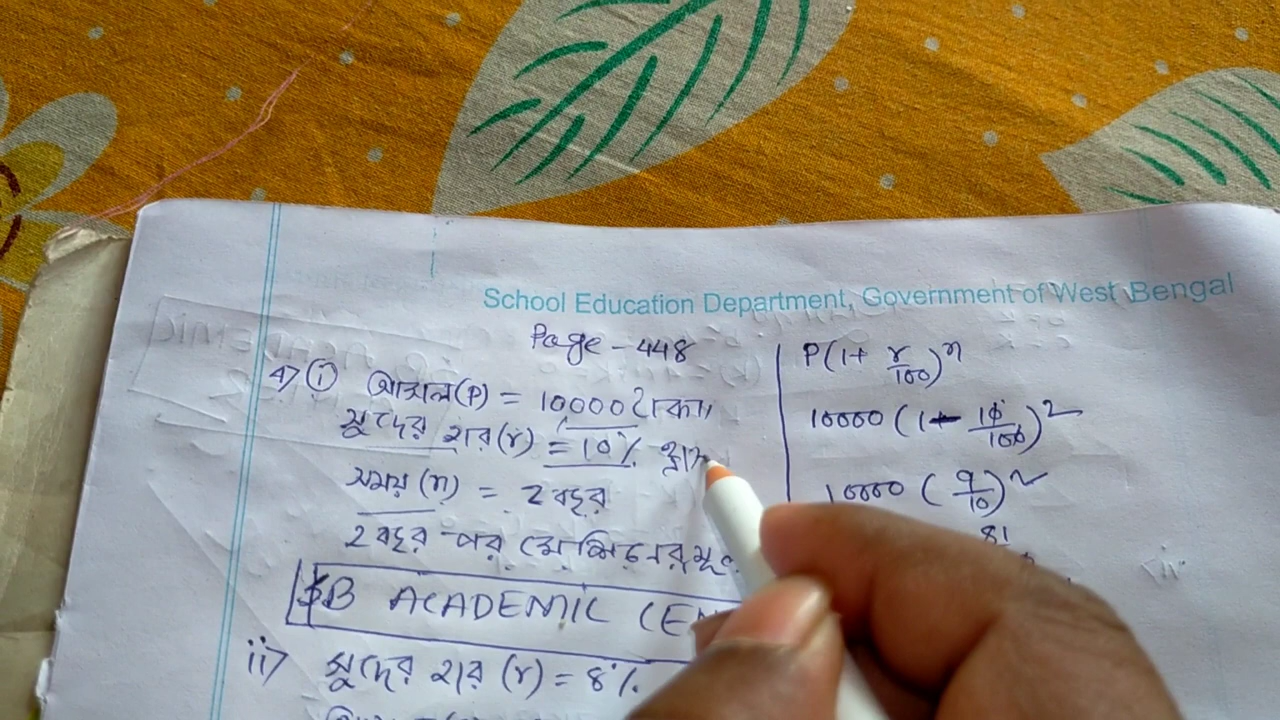 School Education Department, Government of West Bengal
Page - 448
4) i) আসল(P) = 10000 টাকা।
সুদের হার(r) = 10% হ্রাস
সময় (n) = 2 বছর
2 বছর পর মেশিনের মূ
SB ACADEMIC CEN
ii) সুদের হার (r) = 8%
P(1+ r/100)^n
10000 (1 - 10/100)^2
10000 (9/10)^2
81